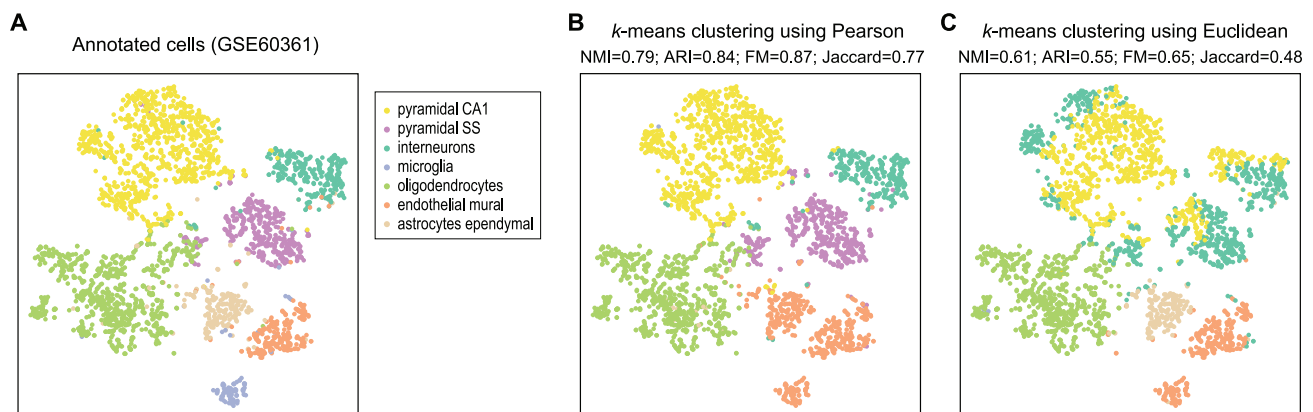 A
Annotated cells (GSE60361)
pyramidal CA1
pyramidal SS
interneurons
microglia
oligodendrocytes
endothelial mural
astrocytes ependymal
B
k-means clustering using Pearson
NMI=0.79; ARI=0.84; FM=0.87; Jaccard=0.77
C
k-means clustering using Euclidean
NMI=0.61; ARI=0.55; FM=0.65; Jaccard=0.48